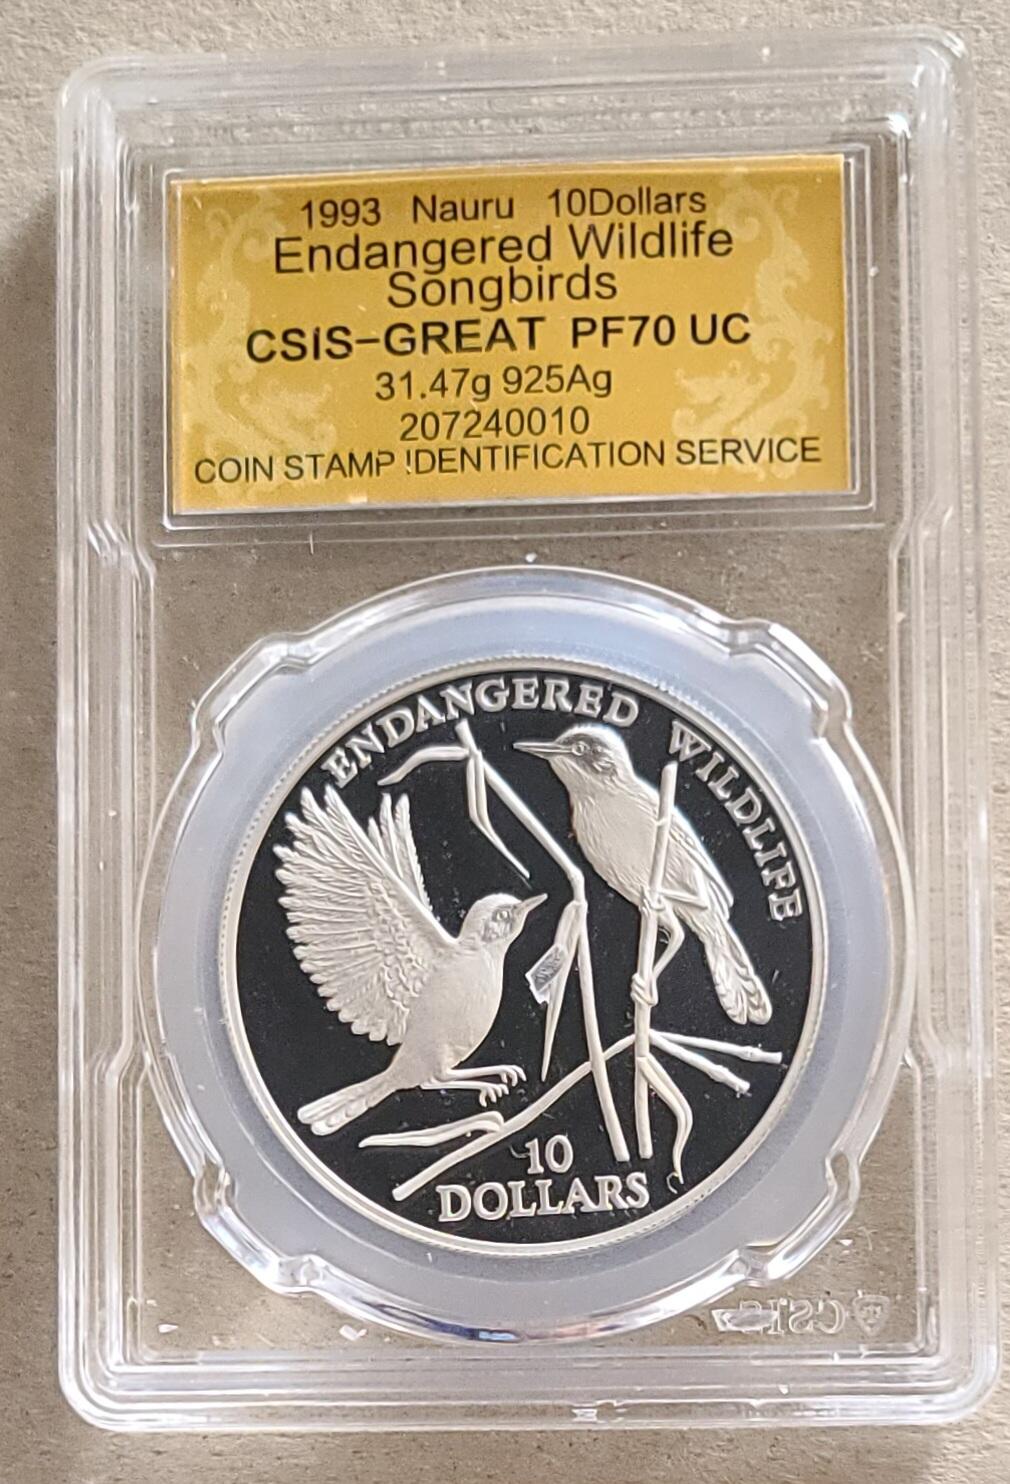 1993 Nauru 10Dollars
Endangered Wildlife
Songbirds
CSIS-GREAT PF70 UC
31.47g 925Ag
207240010
COIN STAMP IDENTIFICATION SERVICE
ENDANGERED WILDLIFE
10
DOLLARS
CSIS